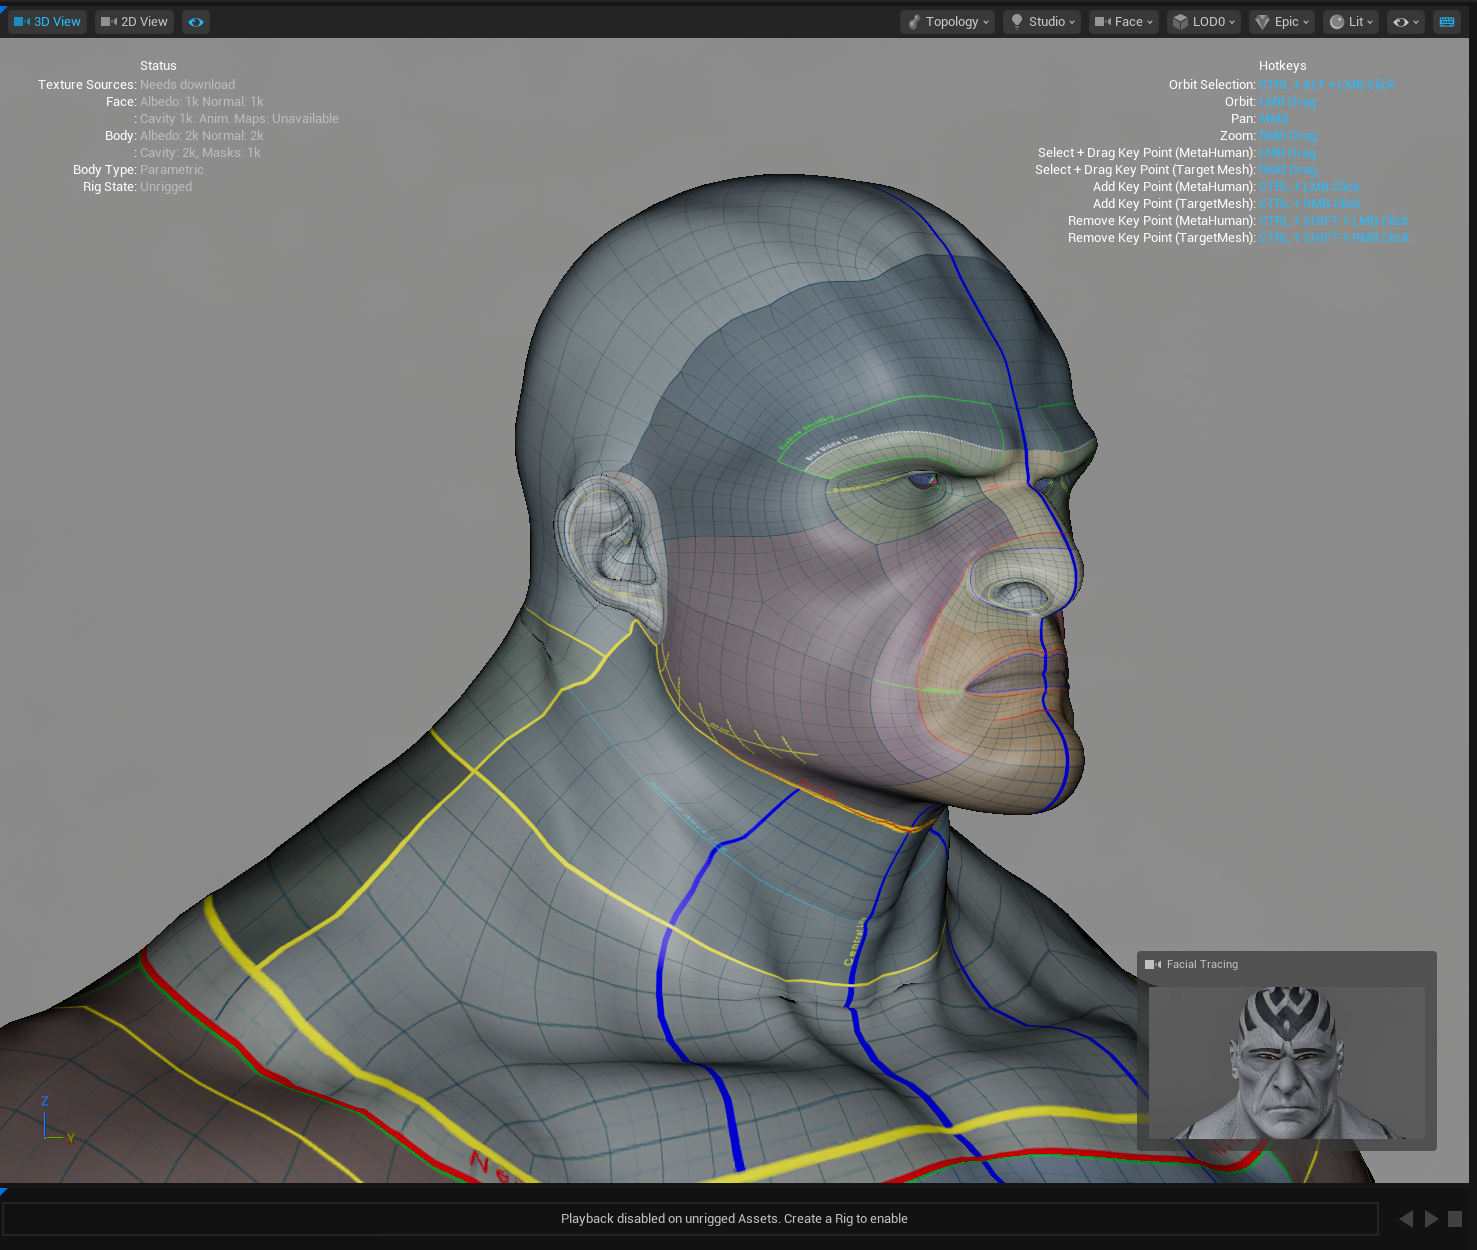 3D View
2D View
Topology
Studio
Face
LOD0
Epic
Lit
Status
Texture Sources: Needs download
Face: Albedo: 1k Normal: 1k
: Cavity 1k: Anim. Maps: Unavailable
Body: Albedo: 2k Normal: 2k
: Cavity: 2k, Masks: 1k
Body Type: Parametric
Rig State: Unrigged
Hotkeys
Orbit Selection: CTRL + ALT + LMB Click
Orbit: LMB Drag
Pan: MMB
Zoom: RMB Drag
Select + Drag Key Point (MetaHuman): LMB Drag
Select + Drag Key Point (Target Mesh): RMB Drag
Add Key Point (MetaHuman): CTRL + LMB Click
Add Key Point (TargetMesh): CTRL + RMB Click
Remove Key Point (MetaHuman): CTRL + SHIFT + LMB Click
Remove Key Point (TargetMesh): CTRL + SHIFT + RMB Click
Brow Middle Line
Facial Tracing
Z
Y
Playback disabled on unrigged Assets. Create a Rig to enable